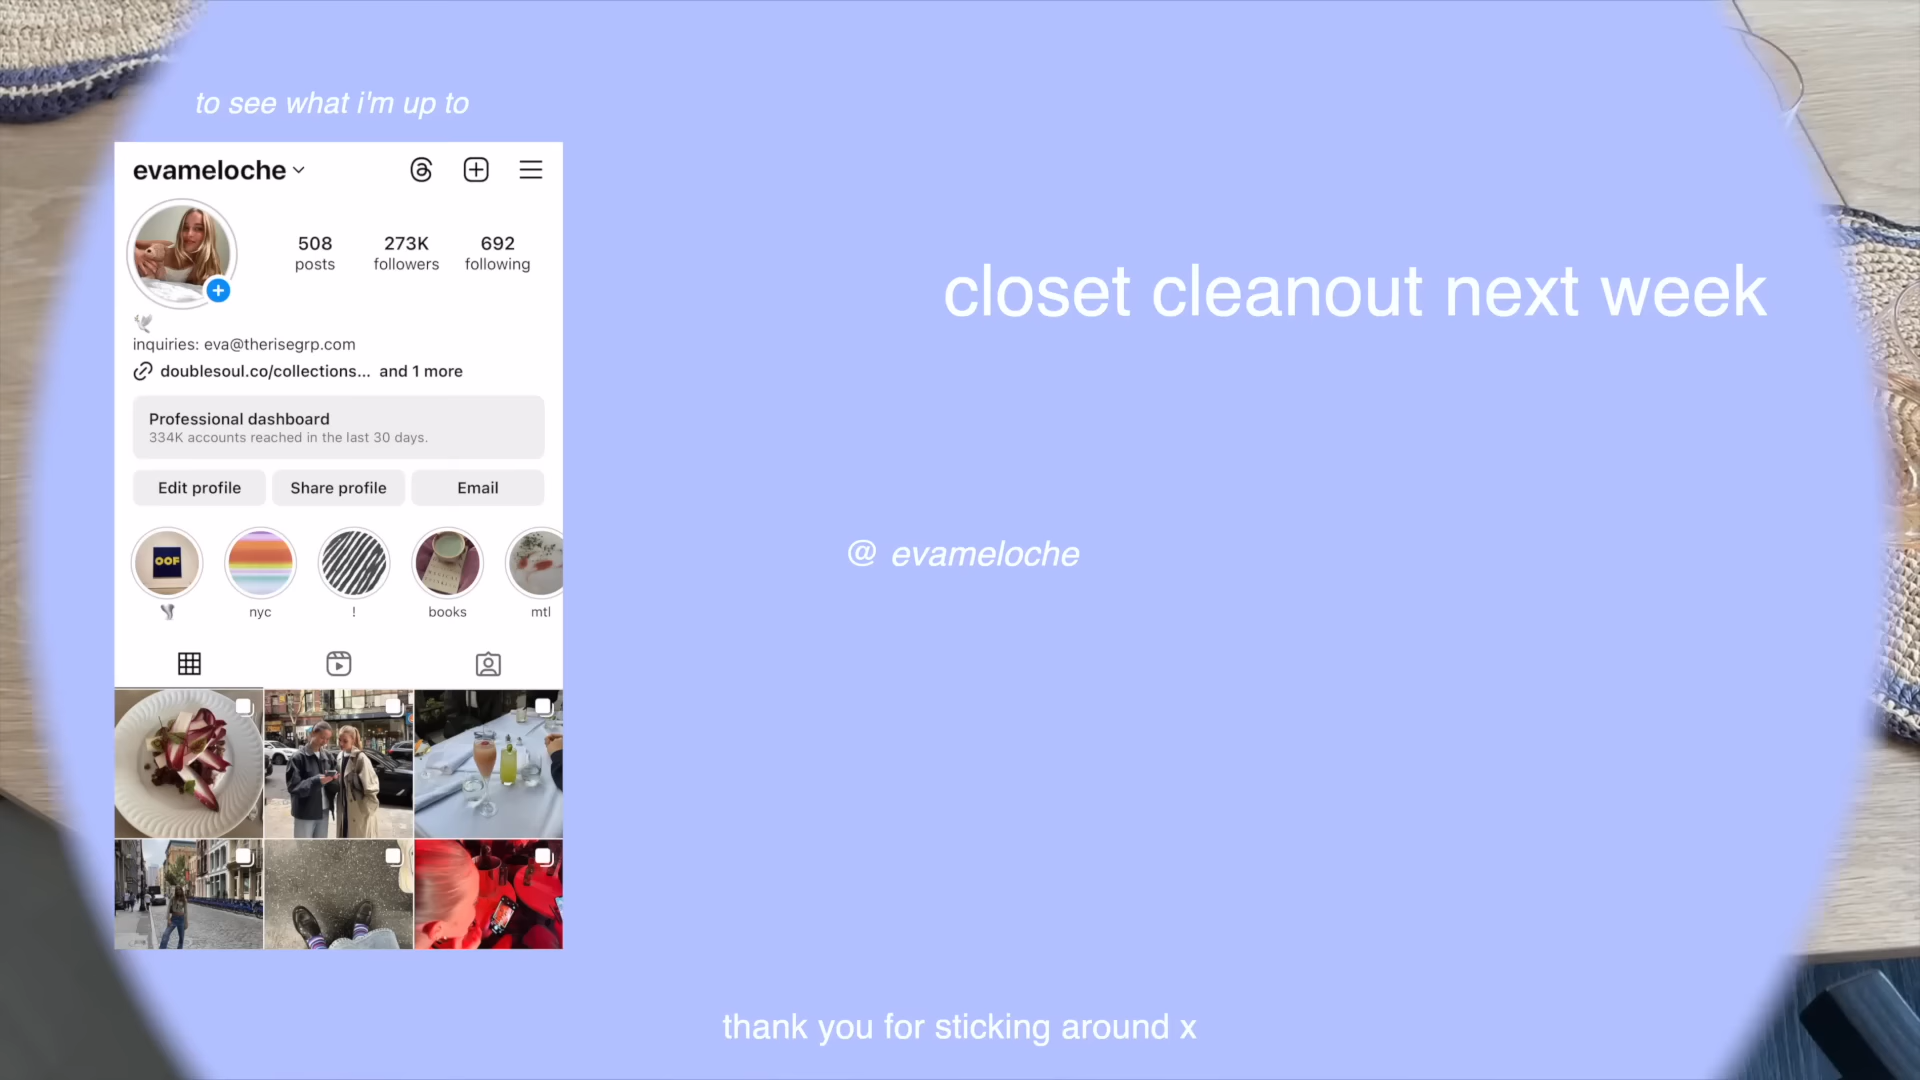 to see what i'm up to
evameloche
508 posts
273K followers
692 following
inquiries: eva@therisegrp.com
doublesoul.co/collections... and 1 more
Professional dashboard
334K accounts reached in the last 30 days.
Edit profile
Share profile
Email
OOF
nyc
!
books
mtl
closet cleanout next week
@ evameloche
thank you for sticking around x